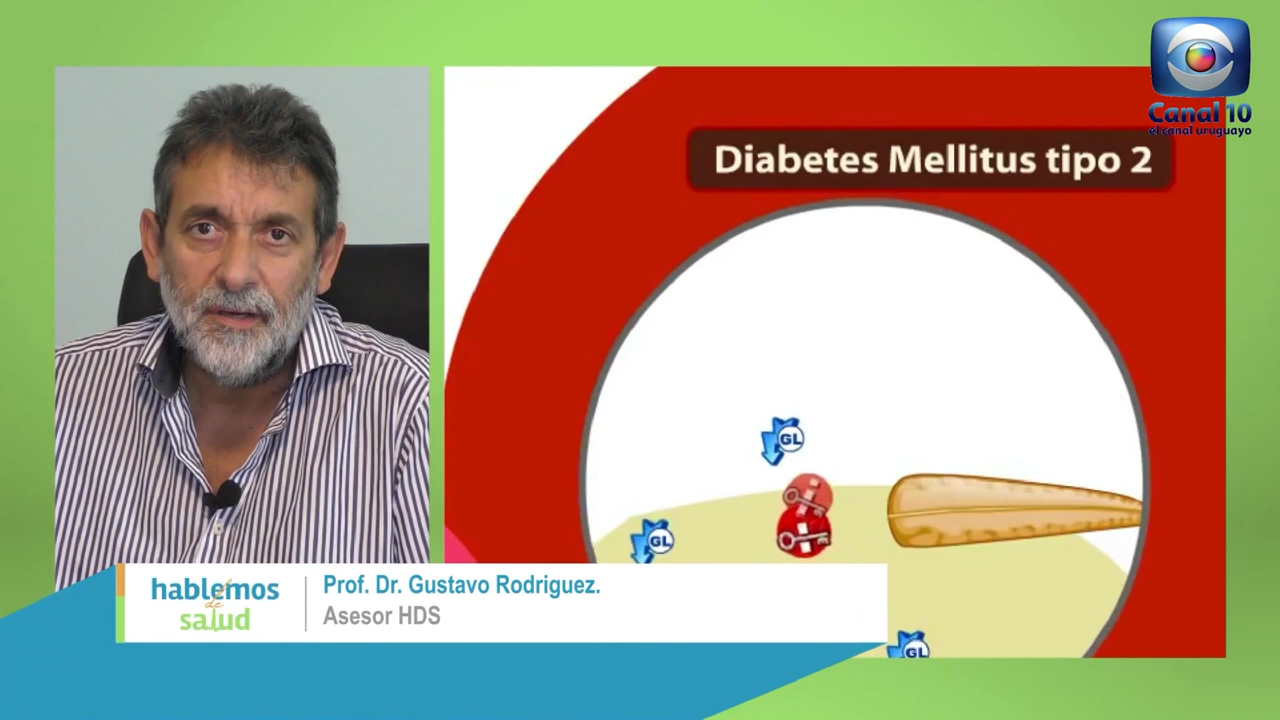 Canal 10
el canal uruguayo
Diabetes Mellitus tipo 2
GL
GL
GL
hablemos
de
salud
Prof. Dr. Gustavo Rodriguez.
Asesor HDS